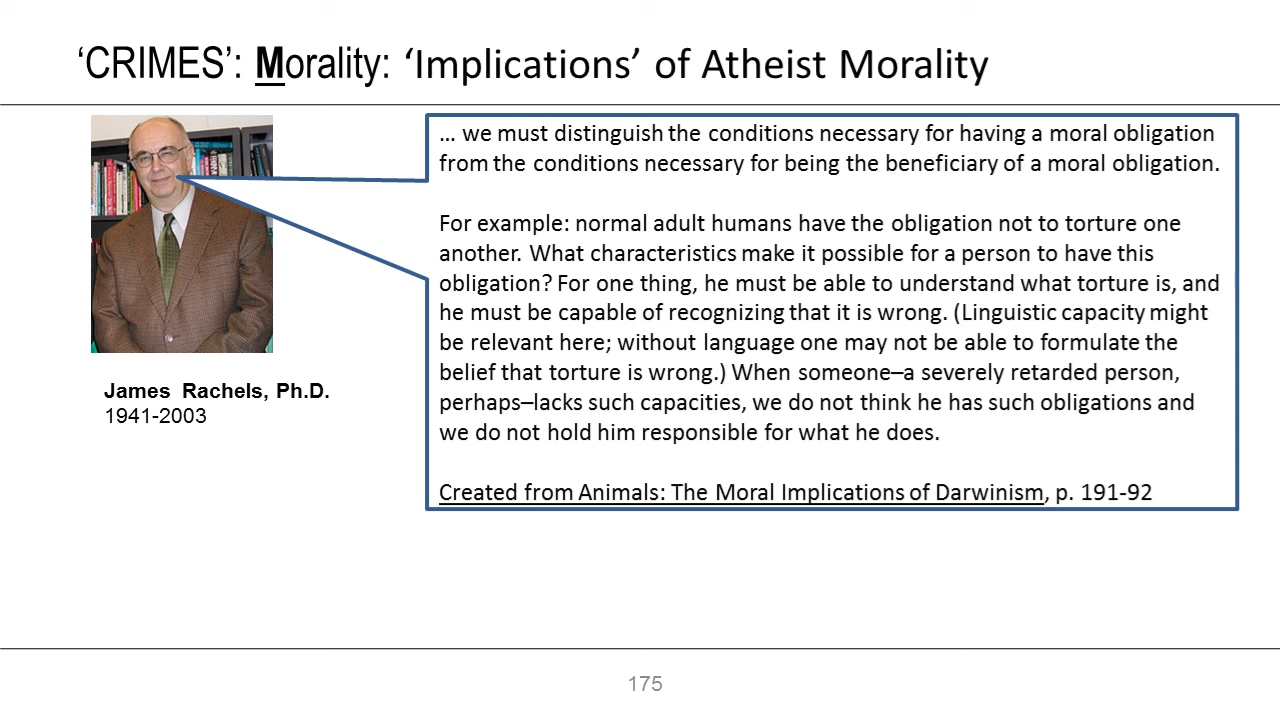 ‘CRIMES’: Morality: ‘Implications’ of Atheist Morality
… we must distinguish the conditions necessary for having a moral obligation
from the conditions necessary for being the beneficiary of a moral obligation.
For example: normal adult humans have the obligation not to torture one
another. What characteristics make it possible for a person to have this
obligation? For one thing, he must be able to understand what torture is, and
he must be capable of recognizing that it is wrong. (Linguistic capacity might
be relevant here; without language one may not be able to formulate the
belief that torture is wrong.) When someone–a severely retarded person,
perhaps–lacks such capacities, we do not think he has such obligations and
we do not hold him responsible for what he does.
Created from Animals: The Moral Implications of Darwinism, p. 191-92
James Rachels, Ph.D.
1941-2003
175